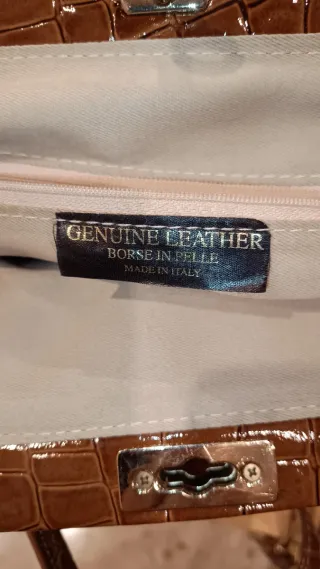 GENUINE LEATHER
BORSE IN PELLE
MADE IN ITALY